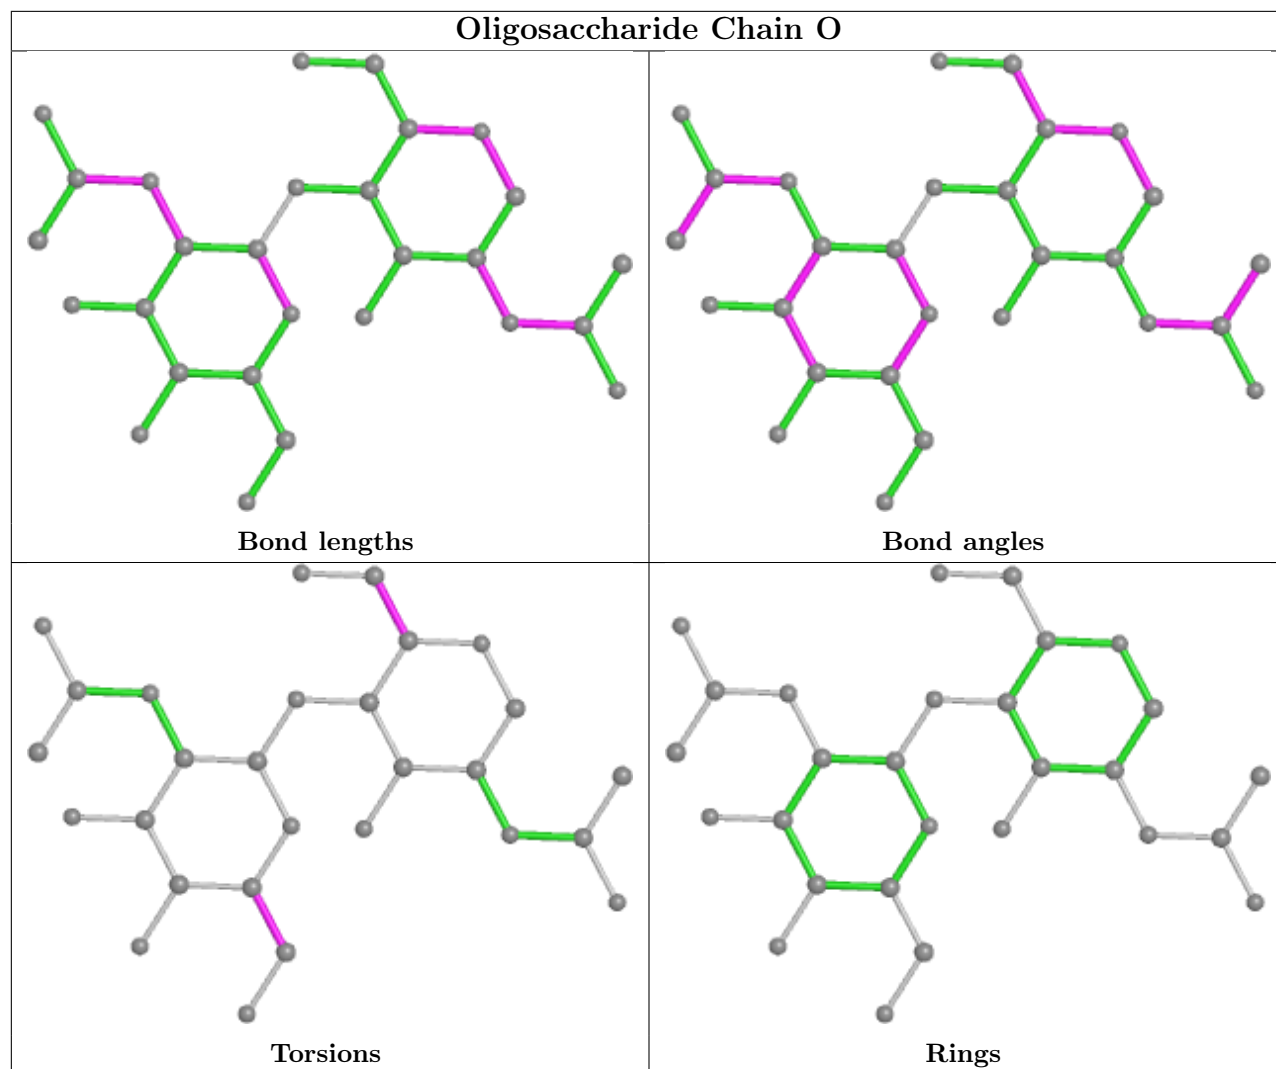 Oligosaccharide Chain O
Bond lengths
Bond angles
Torsions
Rings